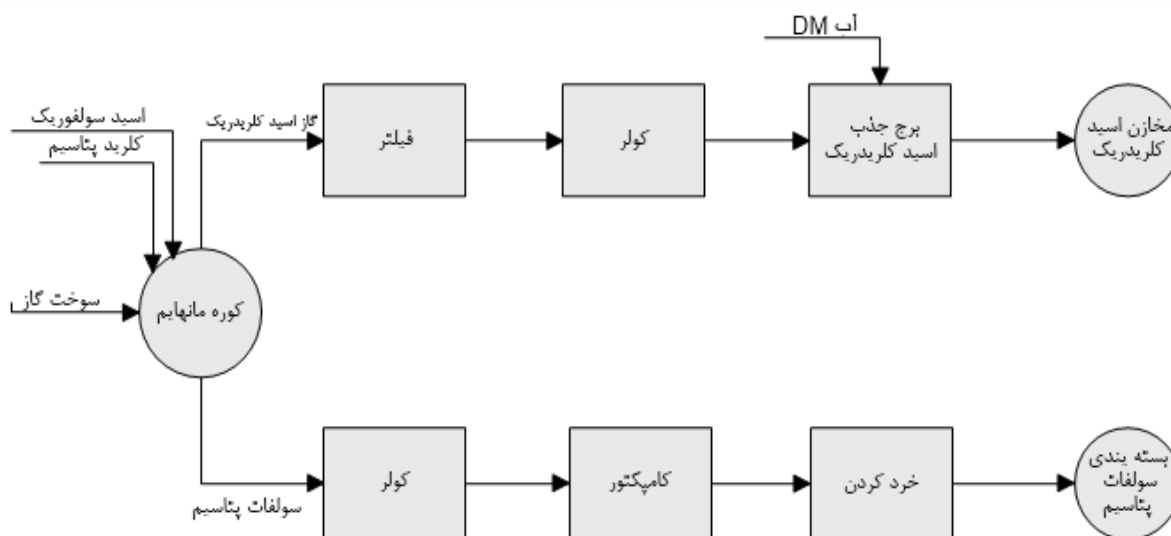 آب DM
اسید سولفوریک
کلرید پتاسیم
گاز اسید کلریدریک
فیلتر
کولر
برج جذب
اسید کلریدریک
مخازن اسید
کلریدریک
سوخت گاز
کوره مانهایم
سولفات پتاسیم
کولر
کامپکتور
خرد کردن
بسته یندی
سولفات
پتاسیم